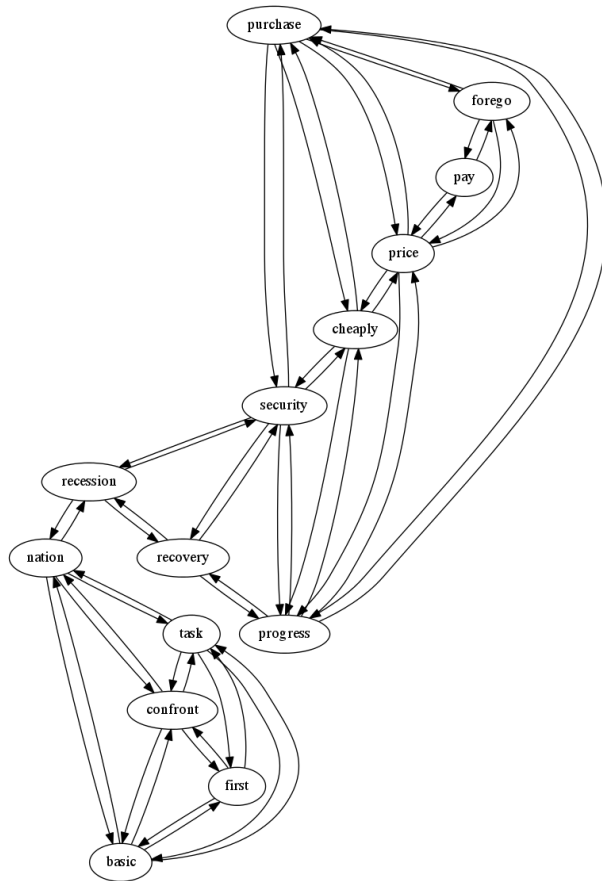 purchase
forego
pay
price
cheaply
security
recession
nation
recovery
task
progress
confront
first
basic